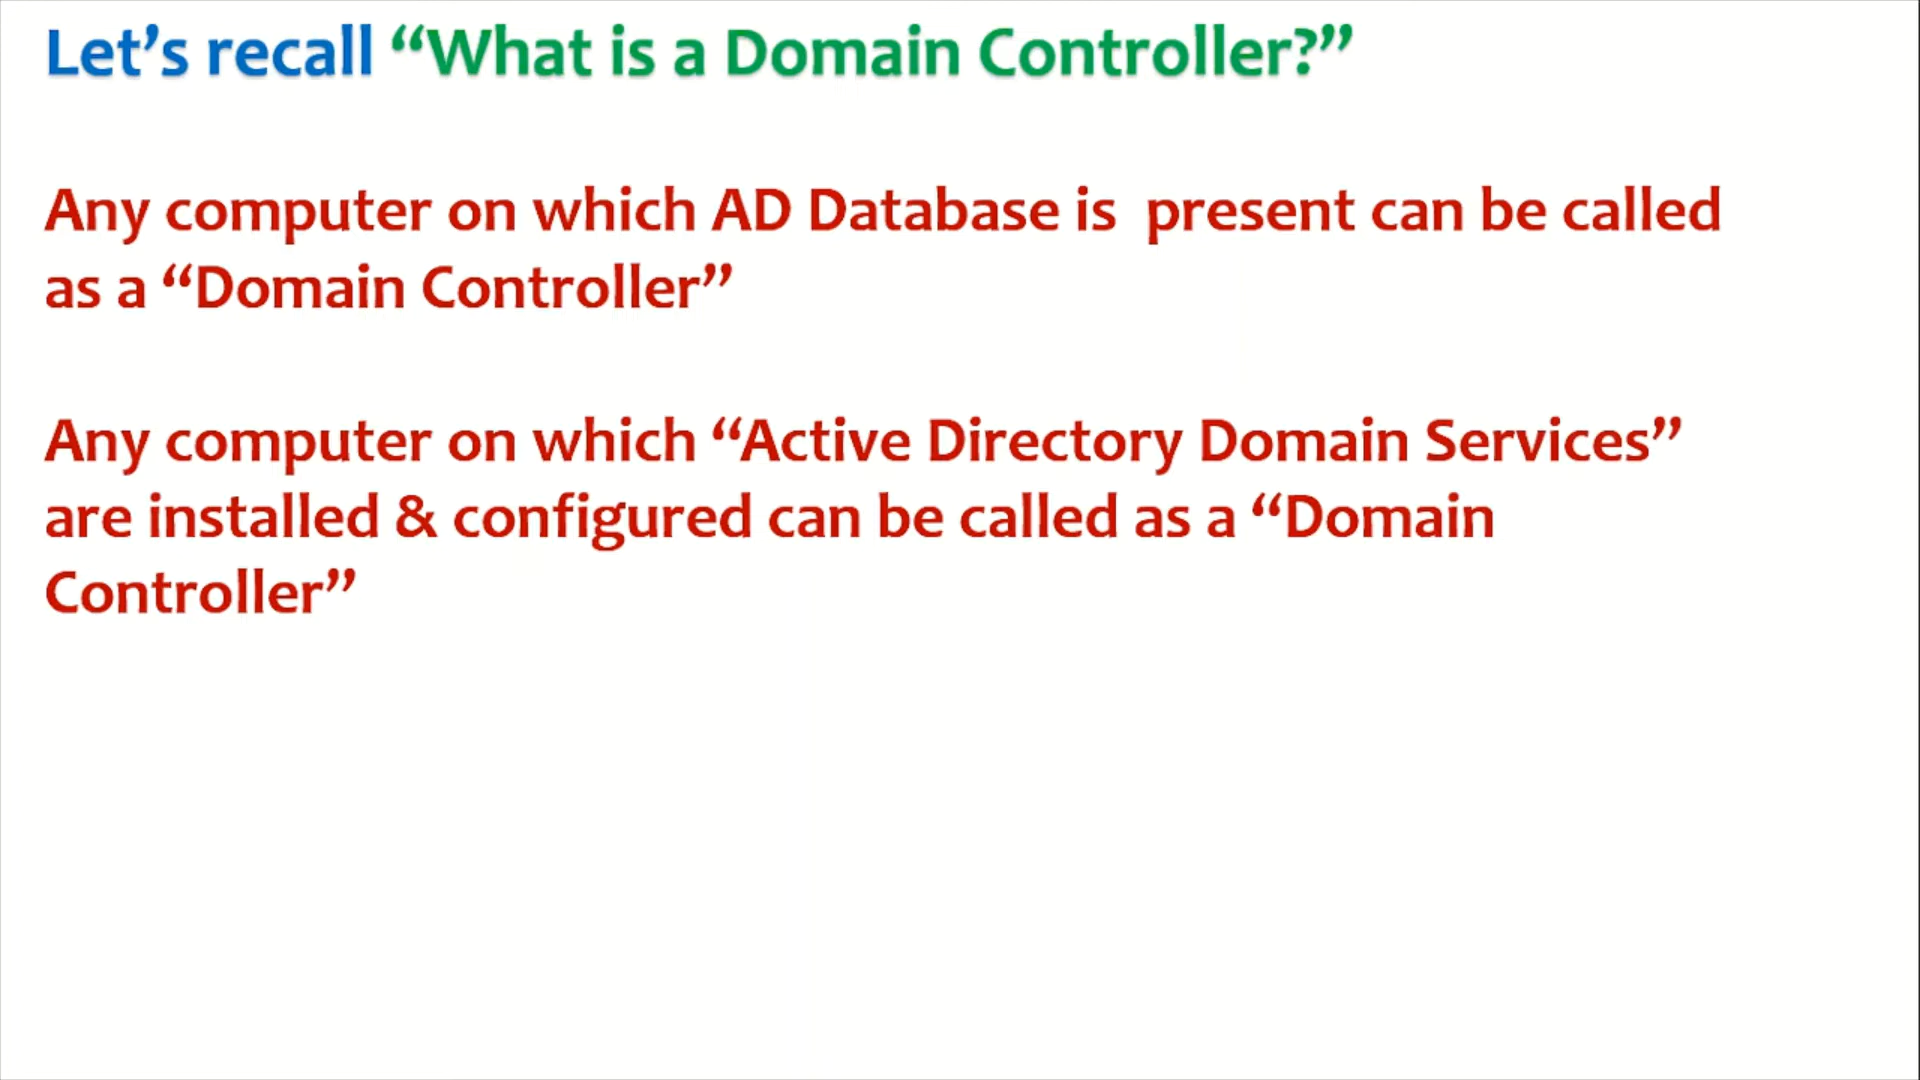 Let’s recall “What is a Domain Controller?”
Any computer on which AD Database is  present can be called
as a “Domain Controller”
Any computer on which “Active Directory Domain Services”
are installed & configured can be called as a “Domain
Controller”